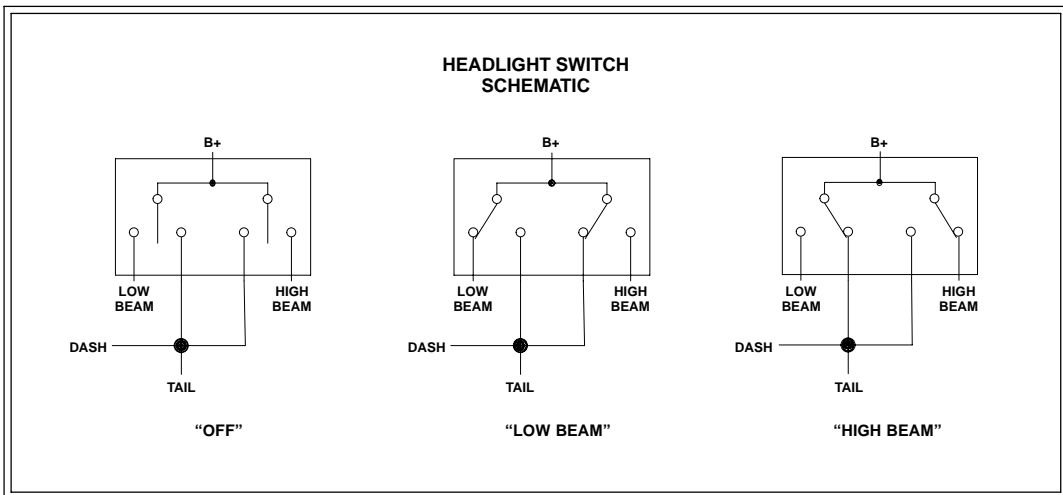 HEADLIGHT SWITCH
SCHEMATIC
B+
LOW
BEAM
HIGH
BEAM
DASH
TAIL
“OFF”
B+
LOW
BEAM
HIGH
BEAM
DASH
TAIL
“LOW BEAM”
B+
LOW
BEAM
HIGH
BEAM
DASH
TAIL
“HIGH BEAM”